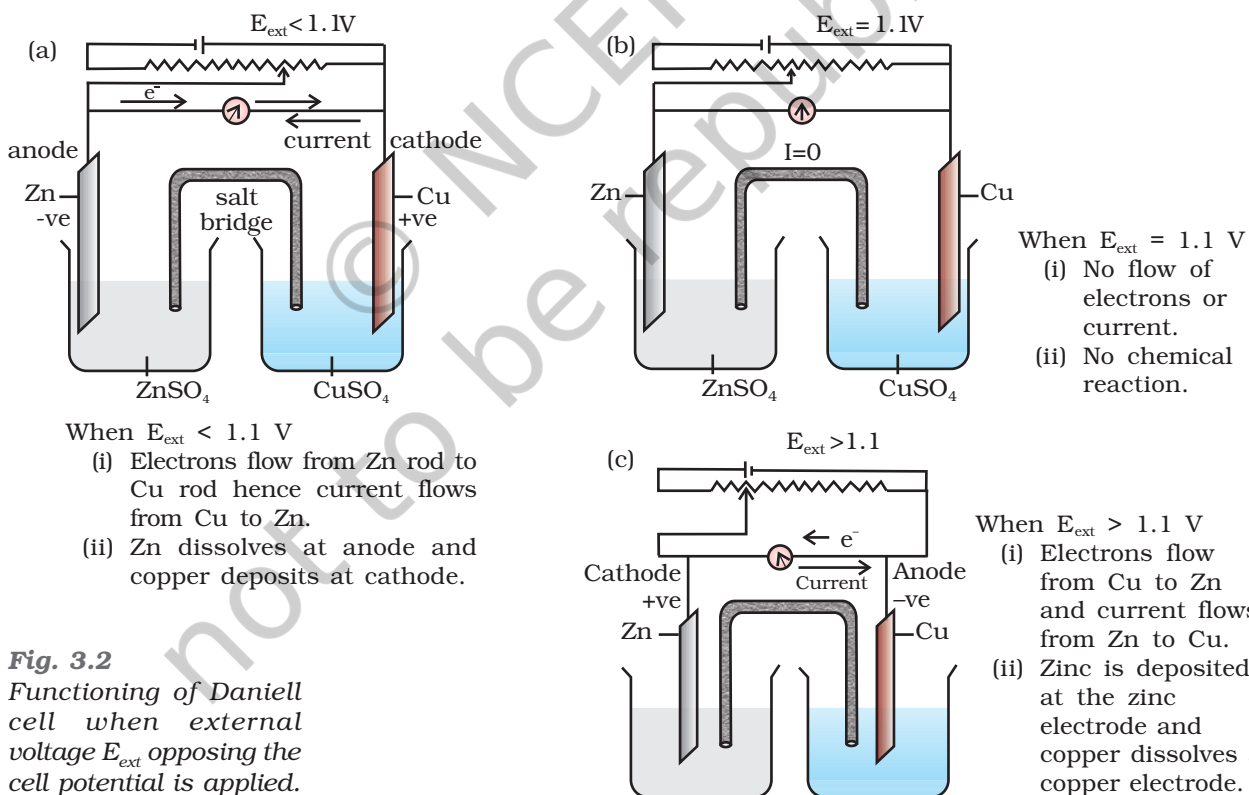 (a)
E_ext<1.1V
e⁻
current
anode
cathode
Zn
-ve
salt
bridge
Cu
+ve
ZnSO₄
CuSO₄
When E_ext < 1.1 V
(i) Electrons flow from Zn rod to
Cu rod hence current flows
from Cu to Zn.
(ii) Zn dissolves at anode and
copper deposits at cathode.
(b)
E_ext=1.1V
I=0
Zn
Cu
ZnSO₄
CuSO₄
When E_ext = 1.1 V
(i) No flow of
electrons or
current.
(ii) No chemical
reaction.
(c)
E_ext>1.1
e⁻
Current
Cathode
+ve
Anode
–ve
Zn
Cu
When E_ext > 1.1 V
(i) Electrons flow
from Cu to Zn
and current flows
from Zn to Cu.
(ii) Zinc is deposited
at the zinc
electrode and
copper dissolves
copper electrode.
Fig. 3.2
Functioning of Daniell
cell when external
voltage E_ext opposing the
cell potential is applied.
© NCE
not to be republ